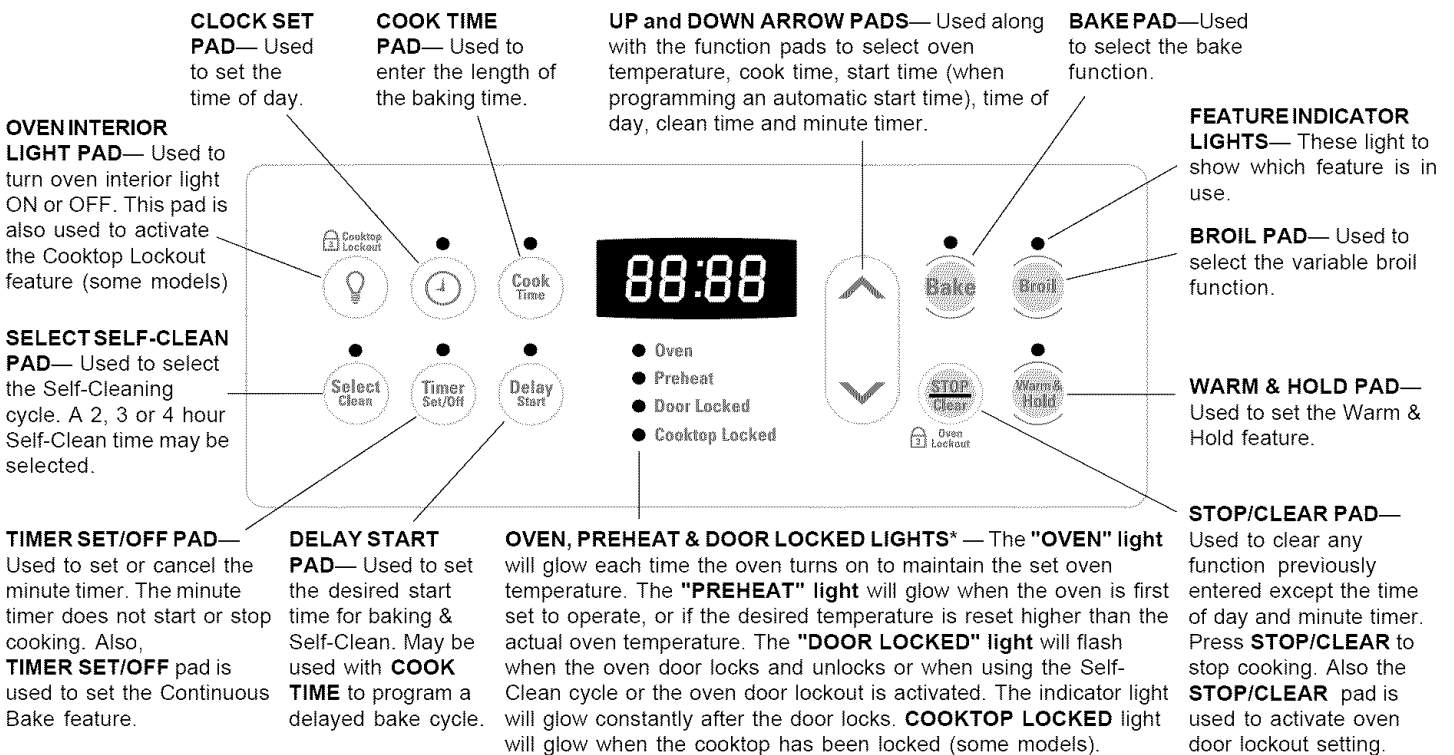 CLOCK SET
PAD— Used
to set the
time of day.
COOK TIME
PAD— Used to
enter the length of
the baking time.
UP and DOWN ARROW PADS— Used along
with the function pads to select oven
temperature, cook time, start time (when
programming an automatic start time), time of
day, clean time and minute timer.
BAKE PAD—Used
to select the bake
function.
OVEN INTERIOR
LIGHT PAD— Used to
turn oven interior light
ON or OFF. This pad is
also used to activate
the Cooktop Lockout
feature (some models)
FEATURE INDICATOR
LIGHTS— These light to
show which feature is in
use.
BROIL PAD— Used to
select the variable broil
function.
SELECT SELF-CLEAN
PAD— Used to select
the Self-Cleaning
cycle. A 2, 3 or 4 hour
Self-Clean time may be
selected.
WARM & HOLD PAD—
Used to set the Warm &
Hold feature.
3 Cooktop
Lockout
Cook
Time
88:88
Bake
Broil
Select
Clean
Timer
Set/Off
Delay
Start
Oven
Preheat
Door Locked
Cooktop Locked
STOP
Clear
3 Oven
Lockout
Warm &
Hold
TIMER SET/OFF PAD—
Used to set or cancel the
minute timer. The minute
timer does not start or stop
cooking. Also,
TIMER SET/OFF pad is
used to set the Continuous
Bake feature.
DELAY START
PAD— Used to set
the desired start
time for baking &
Self-Clean. May be
used with COOK
TIME to program a
delayed bake cycle.
OVEN, PREHEAT & DOOR LOCKED LIGHTS* — The "OVEN" light
will glow each time the oven turns on to maintain the set oven
temperature. The "PREHEAT" light will glow when the oven is first
set to operate, or if the desired temperature is reset higher than the
actual oven temperature. The "DOOR LOCKED" light will flash
when the oven door locks and unlocks or when using the Self-
Clean cycle or the oven door lockout is activated. The indicator light
will glow constantly after the door locks. COOKTOP LOCKED light
will glow when the cooktop has been locked (some models).
STOP/CLEAR PAD—
Used to clear any
function previously
entered except the time
of day and minute timer.
Press STOP/CLEAR to
stop cooking. Also the
STOP/CLEAR pad is
used to activate oven
door lockout setting.